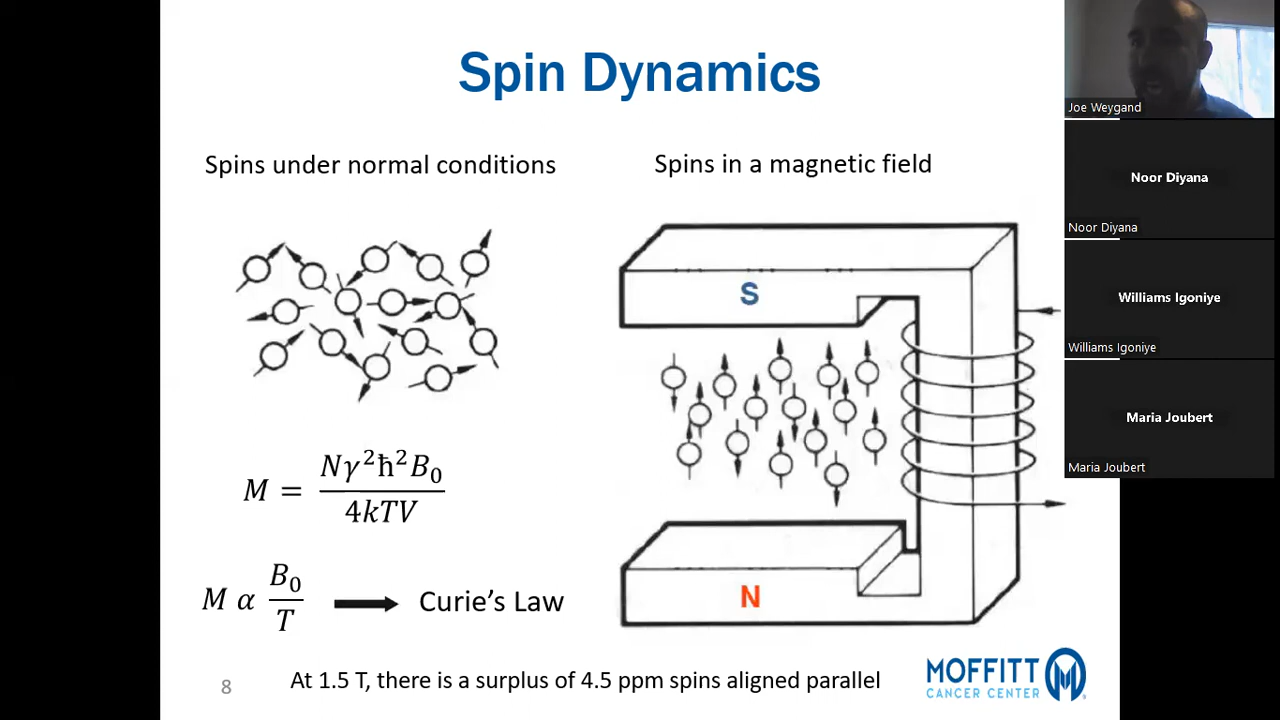 Spin Dynamics
Spins under normal conditions
Spins in a magnetic field
S
N
M = Nγ²ħ²B₀ / 4kTV
M α B₀ / T
Curie's Law
At 1.5 T, there is a surplus of 4.5 ppm spins aligned parallel
8
MOFFITT
CANCER CENTER
Joe Weygand
Noor Diyana
Noor Diyana
Williams Igoniye
Williams Igoniye
Maria Joubert
Maria Joubert